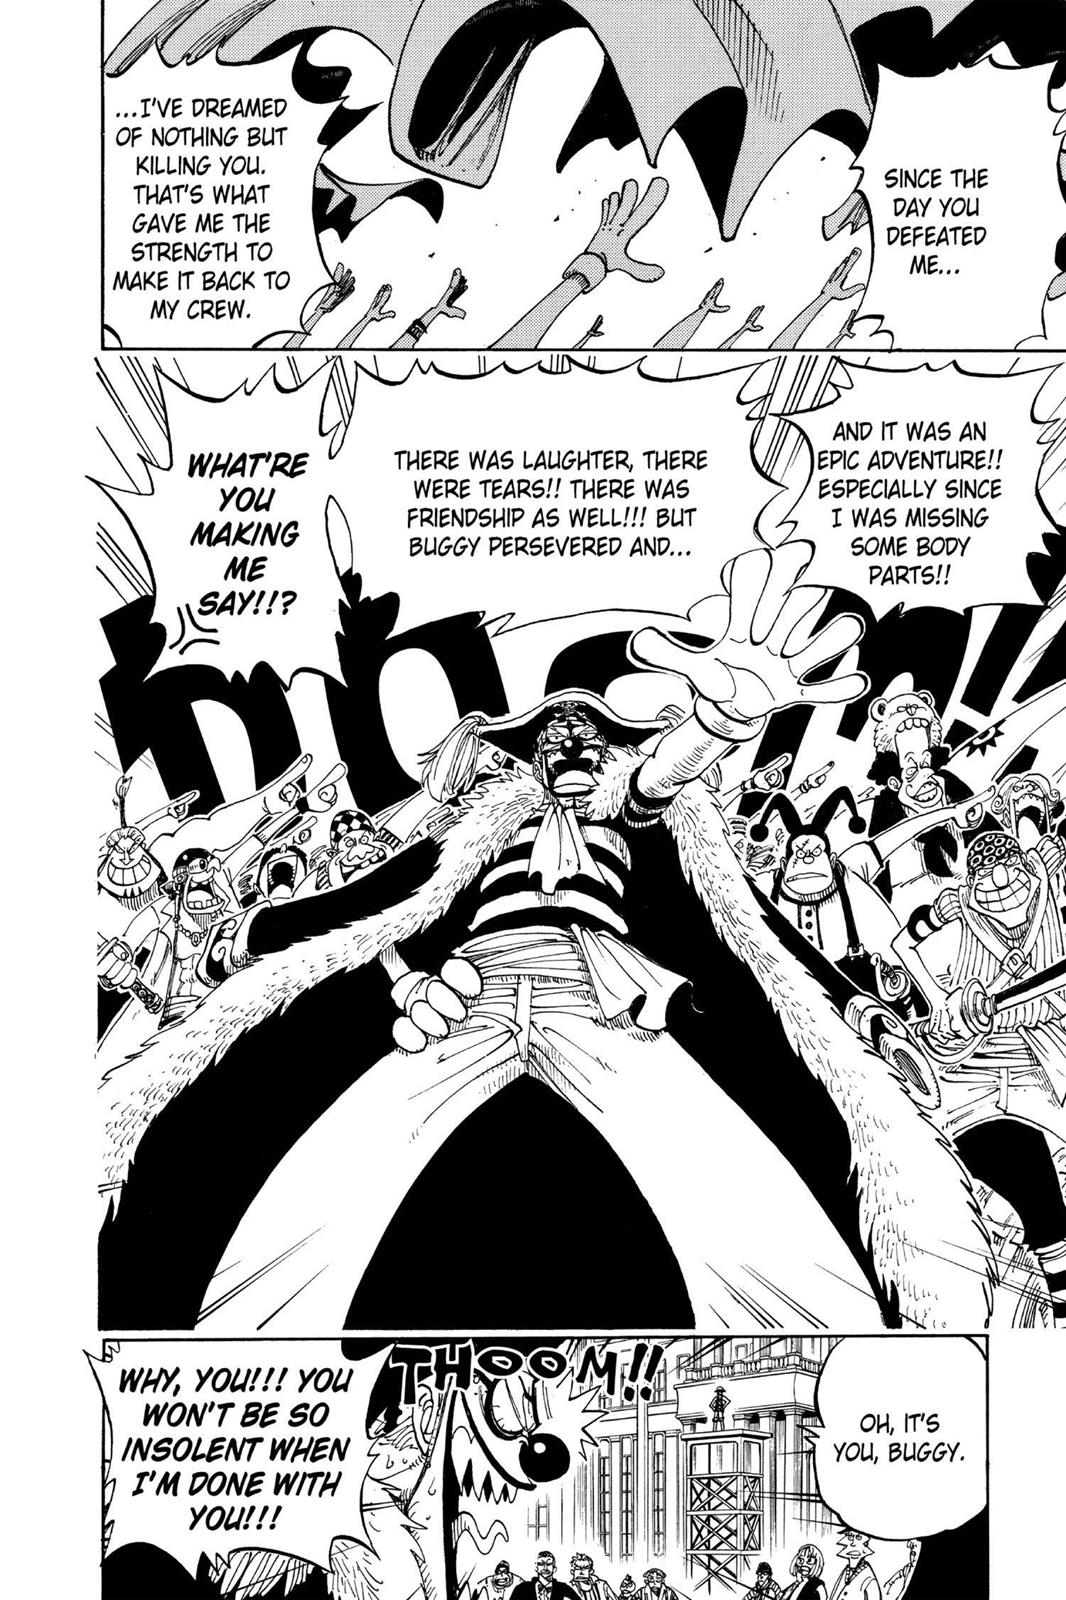 SINCE THE
DAY YOU
DEFEATED
ME...
...I'VE DREAMED
OF NOTHING BUT
KILLING YOU.
THAT'S WHAT
GAVE ME THE
STRENGTH TO
MAKE IT BACK TO
MY CREW.
AND IT WAS AN
EPIC ADVENTURE!!
ESPECIALLY SINCE
I WAS MISSING
SOME BODY
PARTS!!
THERE WAS LAUGHTER, THERE
WERE TEARS!! THERE WAS
FRIENDSHIP AS WELL!!! BUT
BUGGY PERSEVERED AND...
WHAT'RE
YOU
MAKING
ME
SAY!!?
OH, IT'S
YOU, BUGGY.
THOOM!!
WHY, YOU!!! YOU
WON'T BE SO
INSOLENT WHEN
I'M DONE WITH
YOU!!!